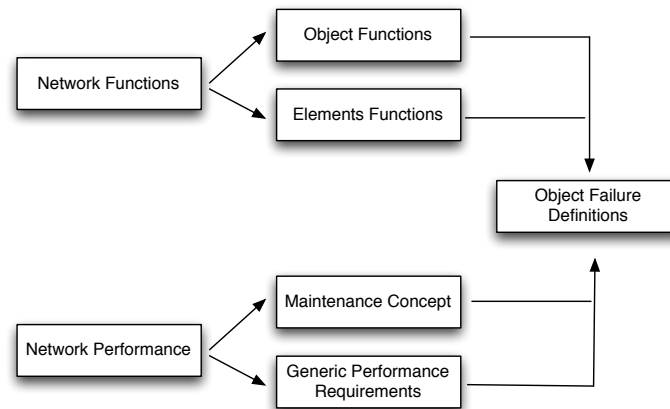 Object Functions
Network Functions
Elements Functions
Object Failure
Definitions
Maintenance Concept
Network Performance
Generic Performance
Requirements